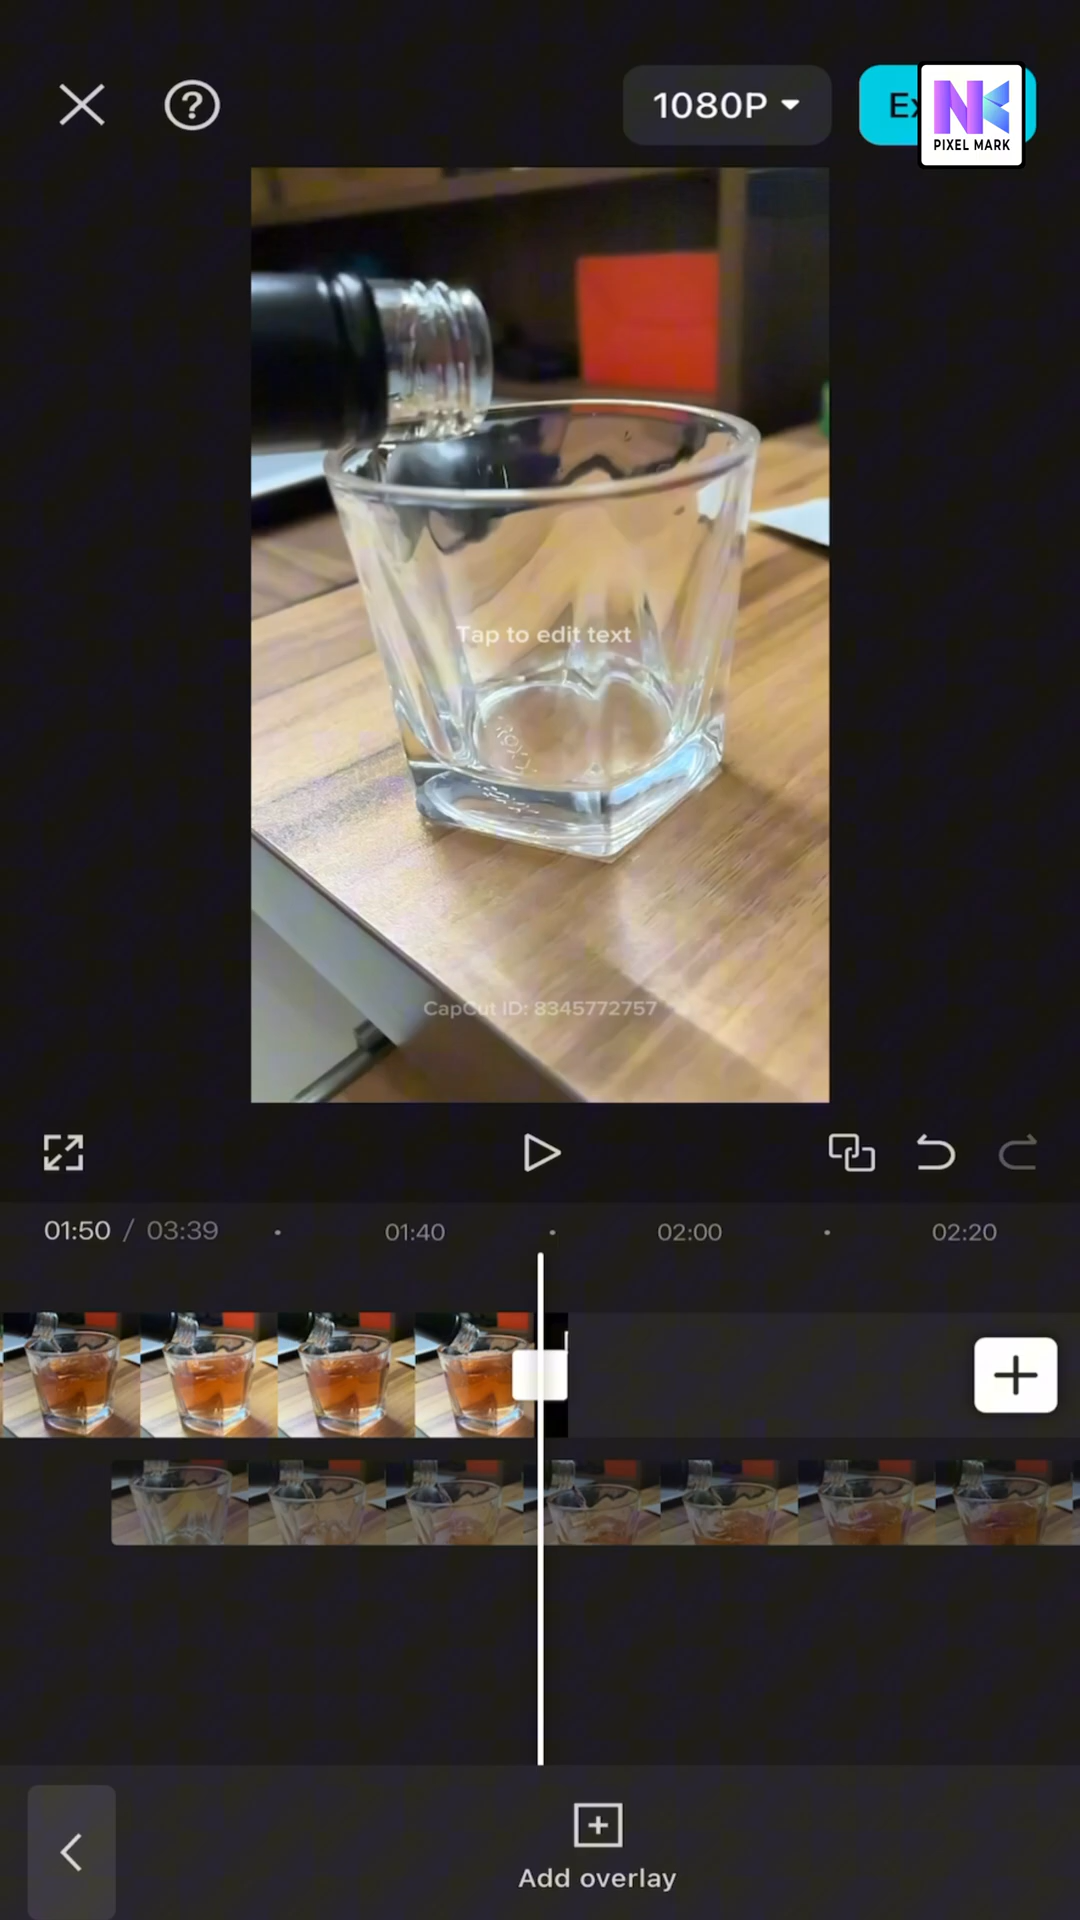 1080P
Ex
NK
PIXEL MARK
Tap to edit text
CapCut ID: 8345772757
01:50 / 03:39
01:40
02:00
02:20
Add overlay